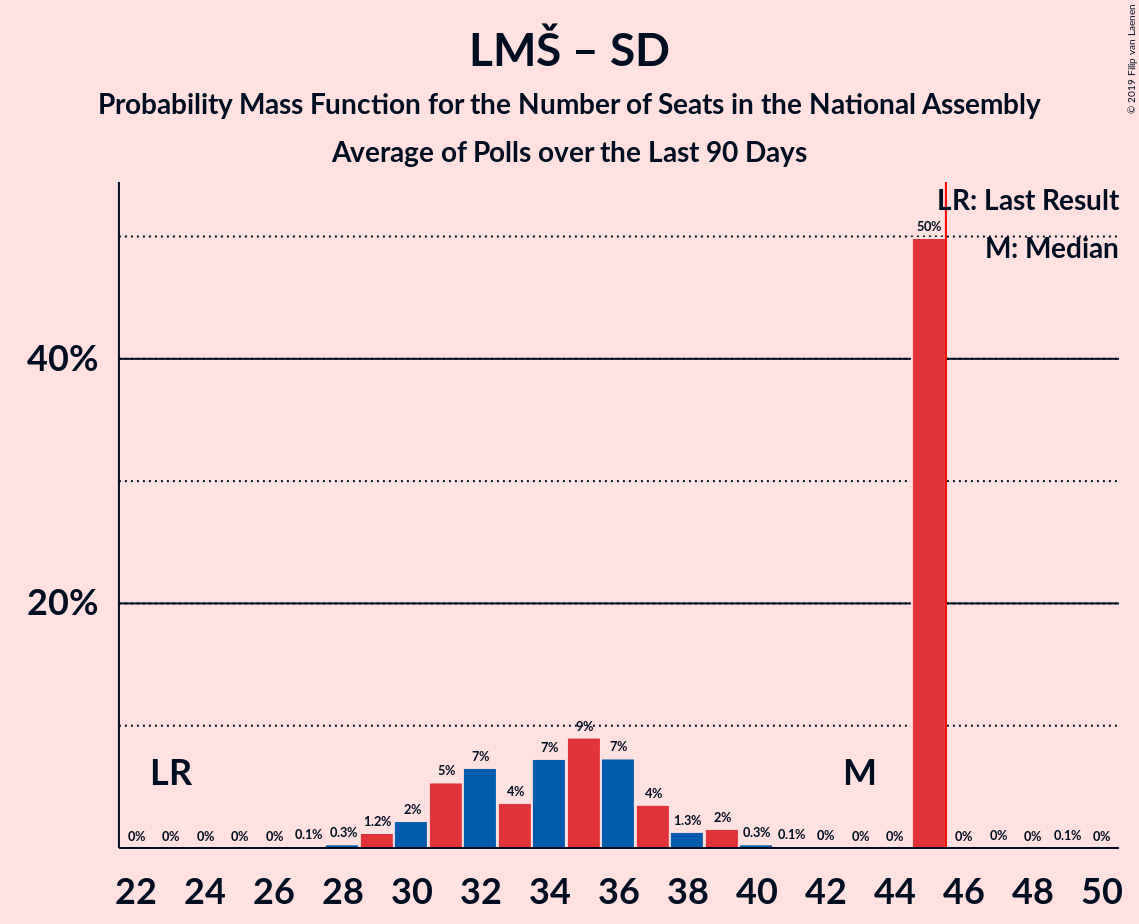 LMŠ – SD
Probability Mass Function for the Number of Seats in the National Assembly
Average of Polls over the Last 90 Days
© 2019 Filip van Laenen
LR: Last Result
M: Median
40%
20%
LR
M
0% 0% 0% 0% 0% 0.1% 0.3% 1.2% 2% 5% 7% 4% 7% 9% 7% 4% 1.3% 2% 0.3% 0.1% 0% 0% 0% 50% 0% 0% 0% 0.1% 0%
22 24 26 28 30 32 34 36 38 40 42 44 46 48 50